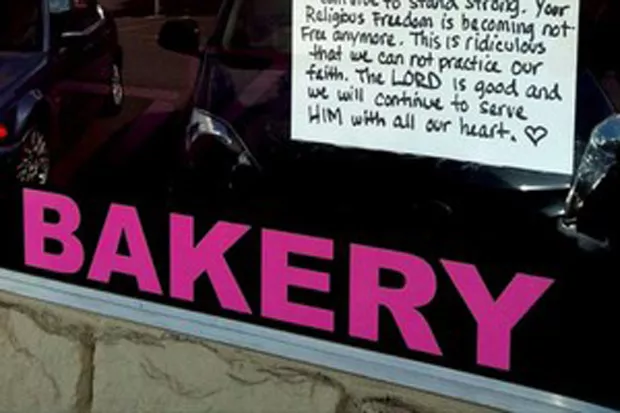 continue to stand strong. Your
Religious Freedom is becoming not
Free anymore. This is ridiculous
that we can not practice our
faith. The LORD is good and
we will continue to serve
HIM with all our heart. ♡
BAKERY